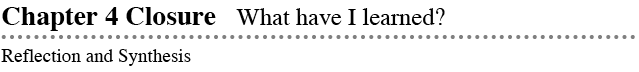 Chapter 4 Closure What have I learned?
Reflection and Synthesis